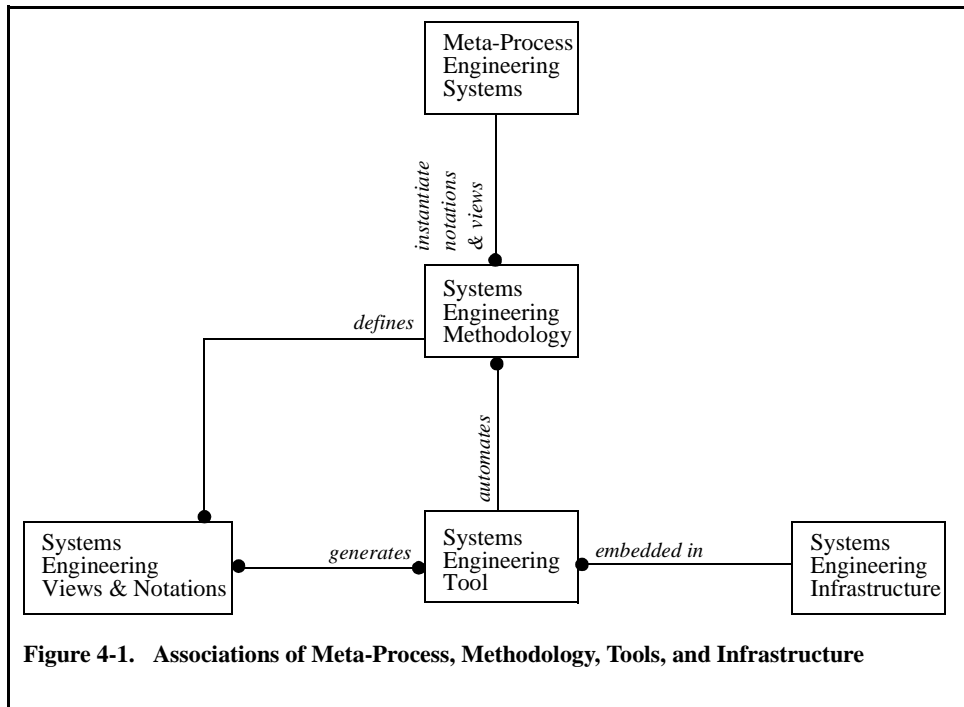 Meta-Process
Engineering
Systems
instantiate
notations
& views
Systems
Engineering
Methodology
defines
automates
Systems
Engineering
Views & Notations
generates
Systems
Engineering
Tool
embedded in
Systems
Engineering
Infrastructure
Figure 4-1. Associations of Meta-Process, Methodology, Tools, and Infrastructure